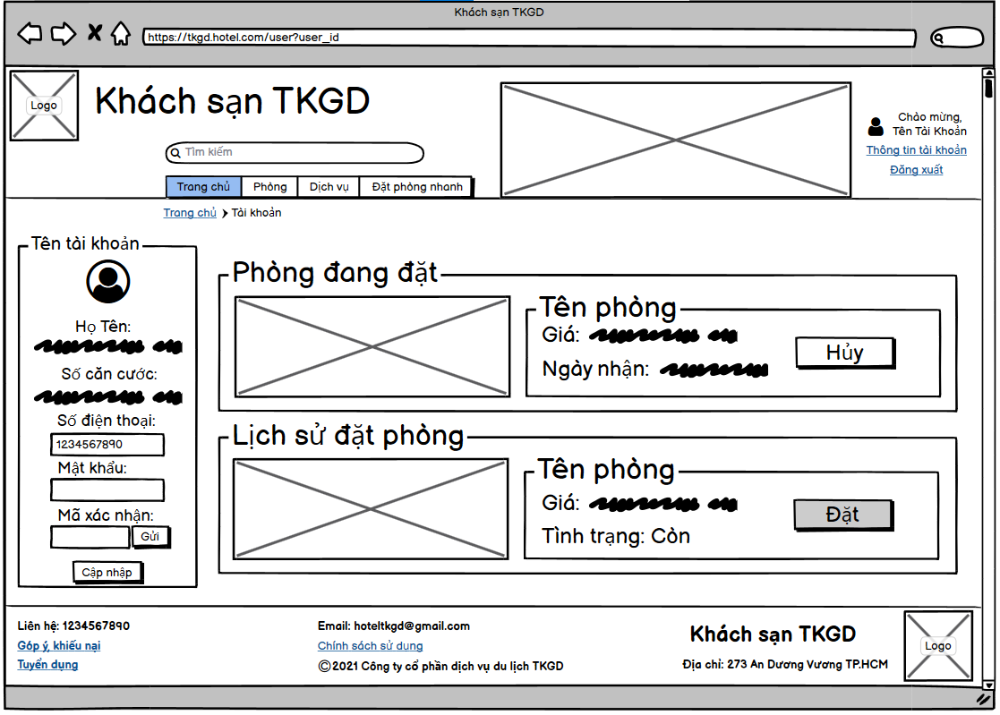 Khách sạn TKGD
https://tkgd.hotel.com/user?user_id
Logo
Khách sạn TKGD
Chào mừng,
Tên Tài Khoản
Thông tin tài khoản
Đăng xuất
Tìm kiếm
Trang chủ Phòng Dịch vụ Đặt phòng nhanh
Trang chủ Tài khoản
Tên tài khoản
Họ Tên:
Số căn cước:
Số điện thoại:
1234567890
Mật khẩu:
Mã xác nhận:
Gửi
Cập nhập
Phòng đang đặt
Tên phòng
Giá:
Ngày nhận:
Hủy
Lịch sử đặt phòng
Tên phòng
Giá:
Tình trạng: Còn
Đặt
Liên hệ: 1234567890
Góp ý, khiếu nại
Tuyển dụng
Email: hoteltkgd@gmail.com
Chính sách sử dụng
©2021 Công ty cổ phần dịch vụ du lịch TKGD
Khách sạn TKGD
Địa chỉ: 273 An Dương Vương TP.HCM
Logo